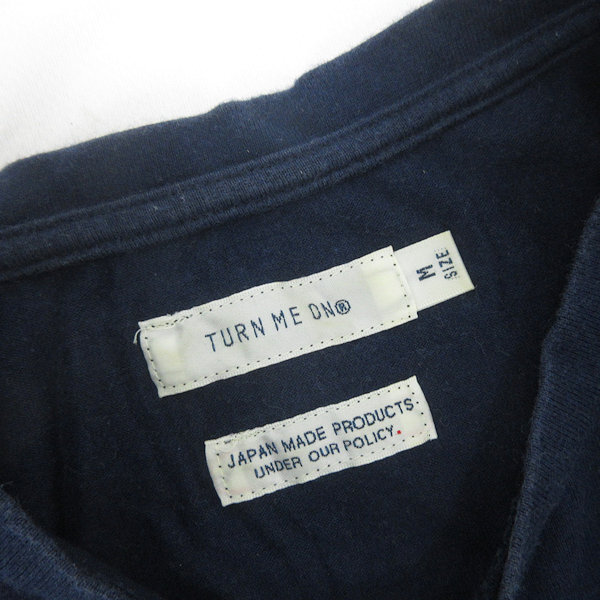 TURN ME ON®
M
SIZE
JAPAN MADE PRODUCTS
UNDER OUR POLICY.